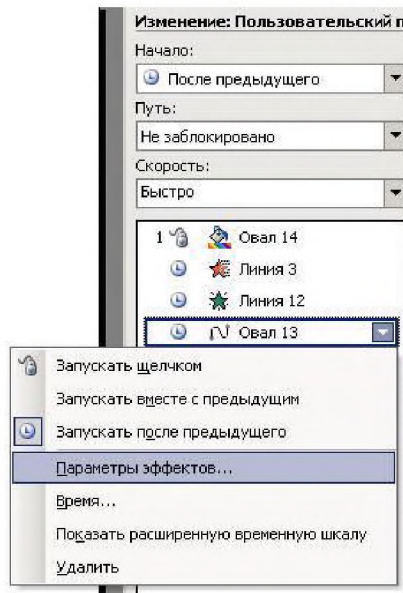 Изменение: Пользовательский п
Начало:
После предыдущего
Путь:
Не заблокировано
Скорость:
Быстро
1 Овал 14
Линия 3
Линия 12
Овал 13
Запускать щелчком
Запускать вместе с предыдущим
Запускать после предыдущего
Параметры эффектов...
Время...
Показать расширенную временную шкалу
Удалить